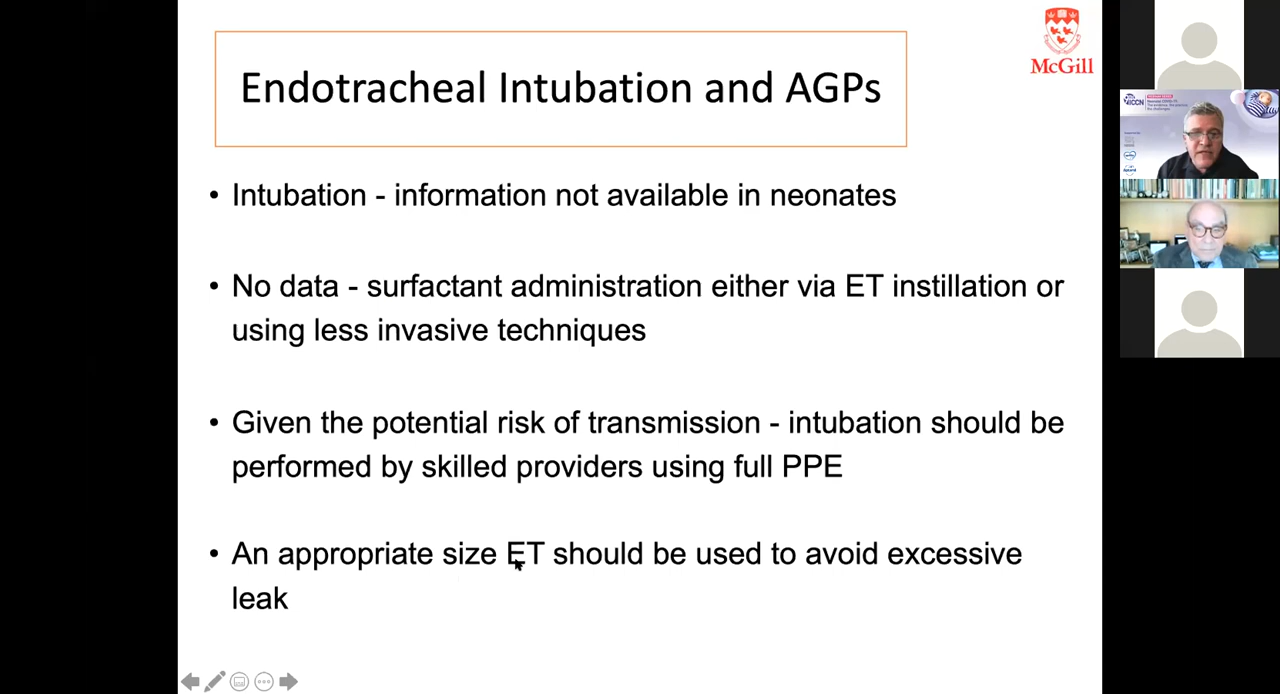 McGill
Endotracheal Intubation and AGPs
• Intubation - information not available in neonates
• No data - surfactant administration either via ET instillation or
using less invasive techniques
• Given the potential risk of transmission - intubation should be
performed by skilled providers using full PPE
• An appropriate size ET should be used to avoid excessive
leak